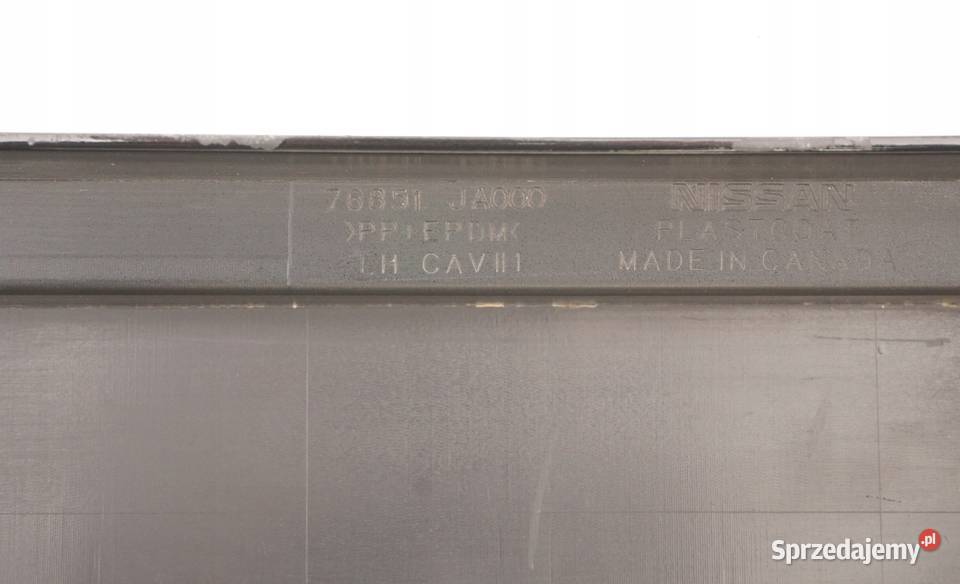 76851 JA000
>PP+EPDM<
LH CAVIII
NISSAN
PLASTCOAT
MADE IN CANADA
Sprzedajemy.pl